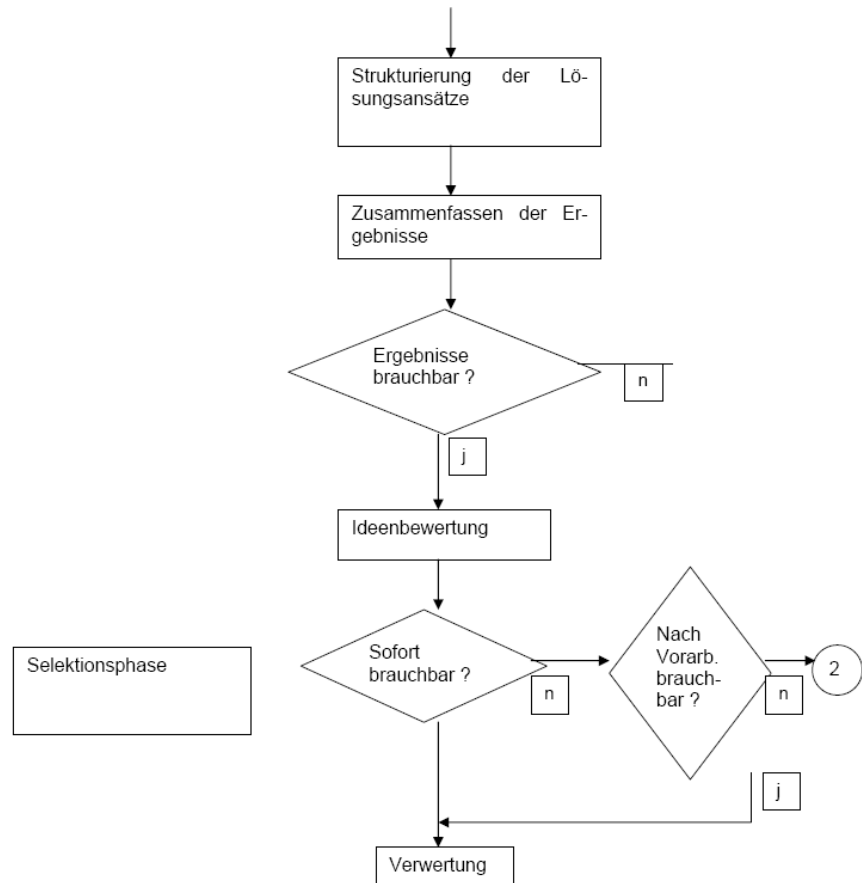 Strukturierung der Lö-
sungsansätze
Zusammenfassen der Er-
gebnisse
Ergebnisse
brauchbar ?
n
j
Ideenbewertung
Selektionsphase
Sofort
brauchbar ?
n
Nach
Vorarb.
brauch-
bar ?
n
2
j
Verwertung